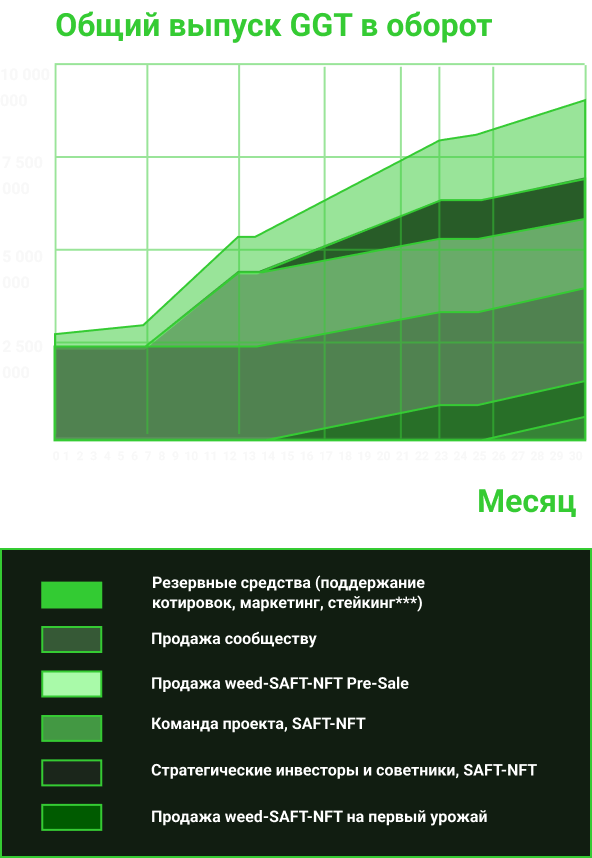 Общий выпуск GGT в оборот
10 000
000
7 500
000
5 000
000
2 500
000
0 1 2 3 4 5 6 7 8 9 10 11 12 13 14 15 16 17 18 19 20 21 22 23 24 25 26 27 28 29 30
Месяц
Резервные средства (поддержание
котировок, маркетинг, стейкинг***)
Продажа сообществу
Продажа weed-SAFT-NFT Pre-Sale
Команда проекта, SAFT-NFT
Стратегические инвесторы и советники, SAFT-NFT
Продажа weed-SAFT-NFT на первый урожай